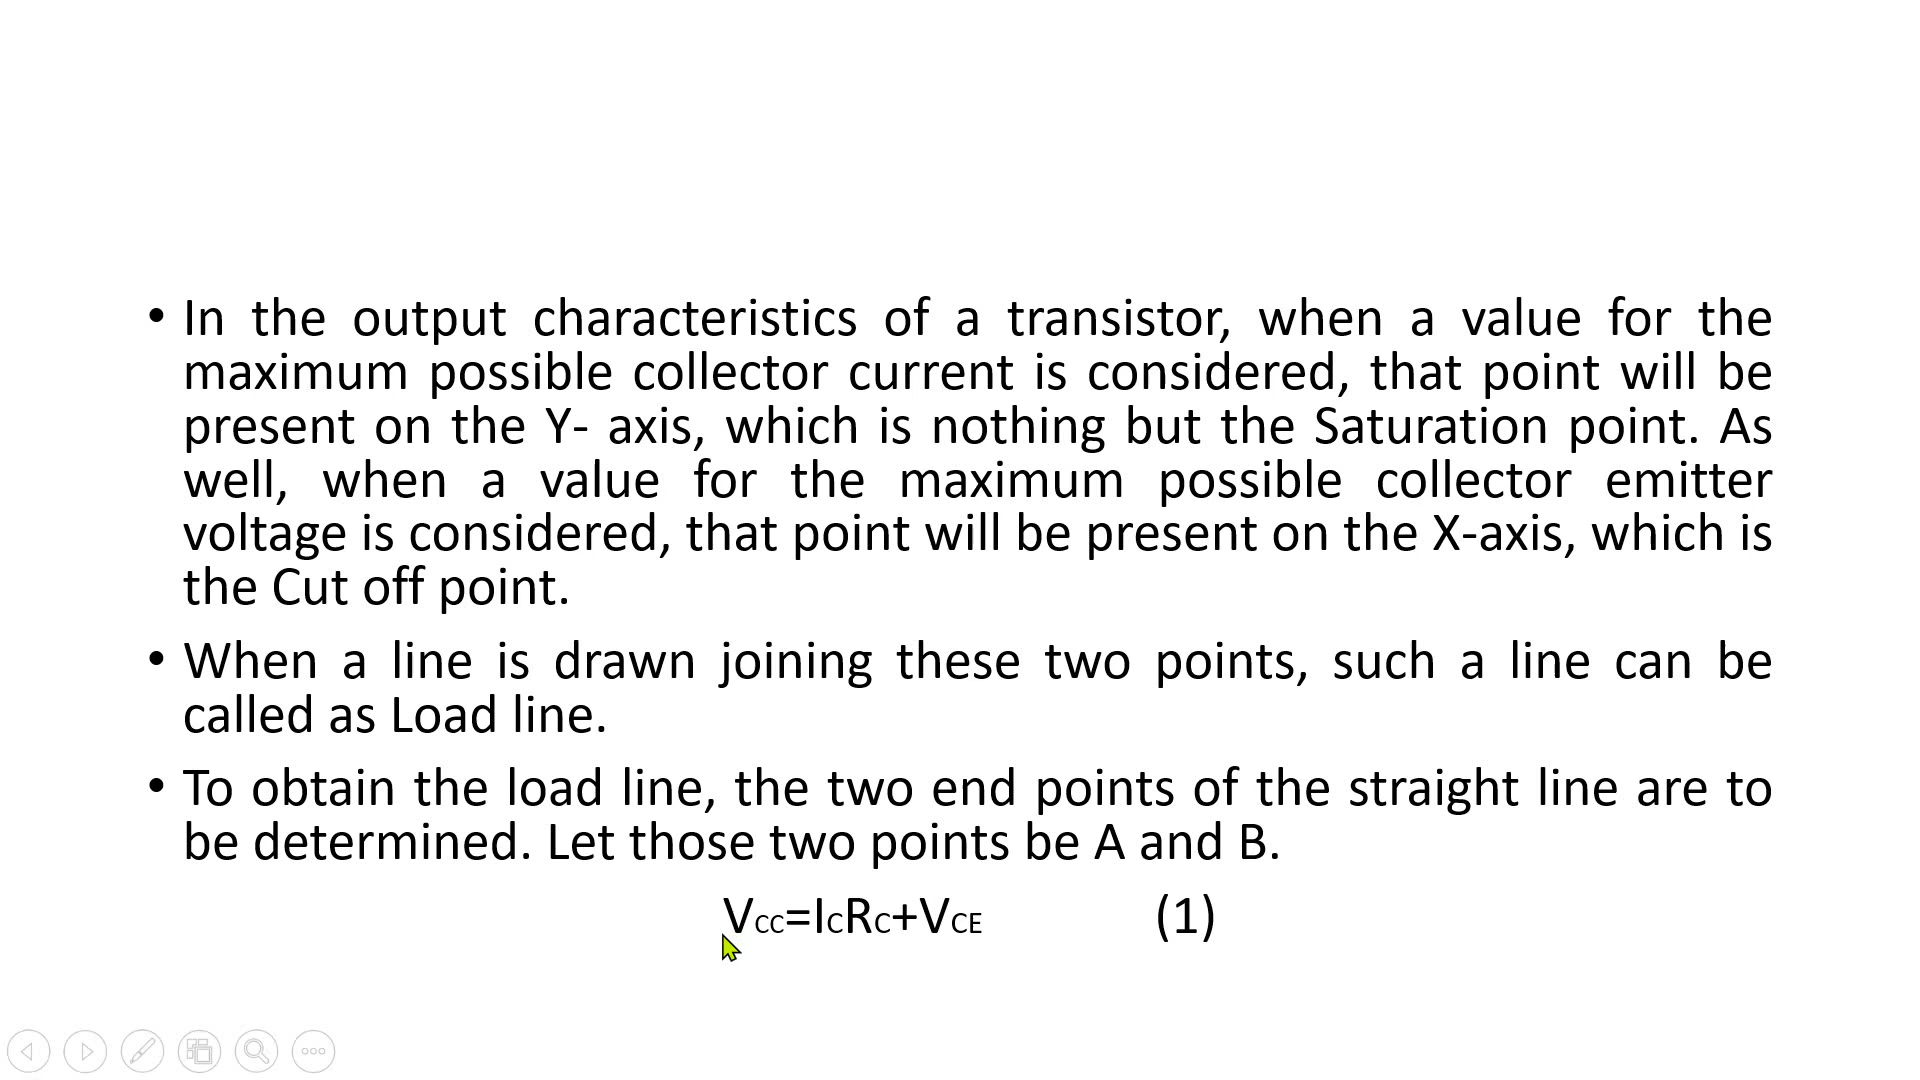 • In the output characteristics of a transistor, when a value for the
maximum possible collector current is considered, that point will be
present on the Y- axis, which is nothing but the Saturation point. As
well, when a value for the maximum possible collector emitter
voltage is considered, that point will be present on the X-axis, which is
the Cut off point.
• When a line is drawn joining these two points, such a line can be
called as Load line.
• To obtain the load line, the two end points of the straight line are to
be determined. Let those two points be A and B.
VCC=ICRC+VCE (1)